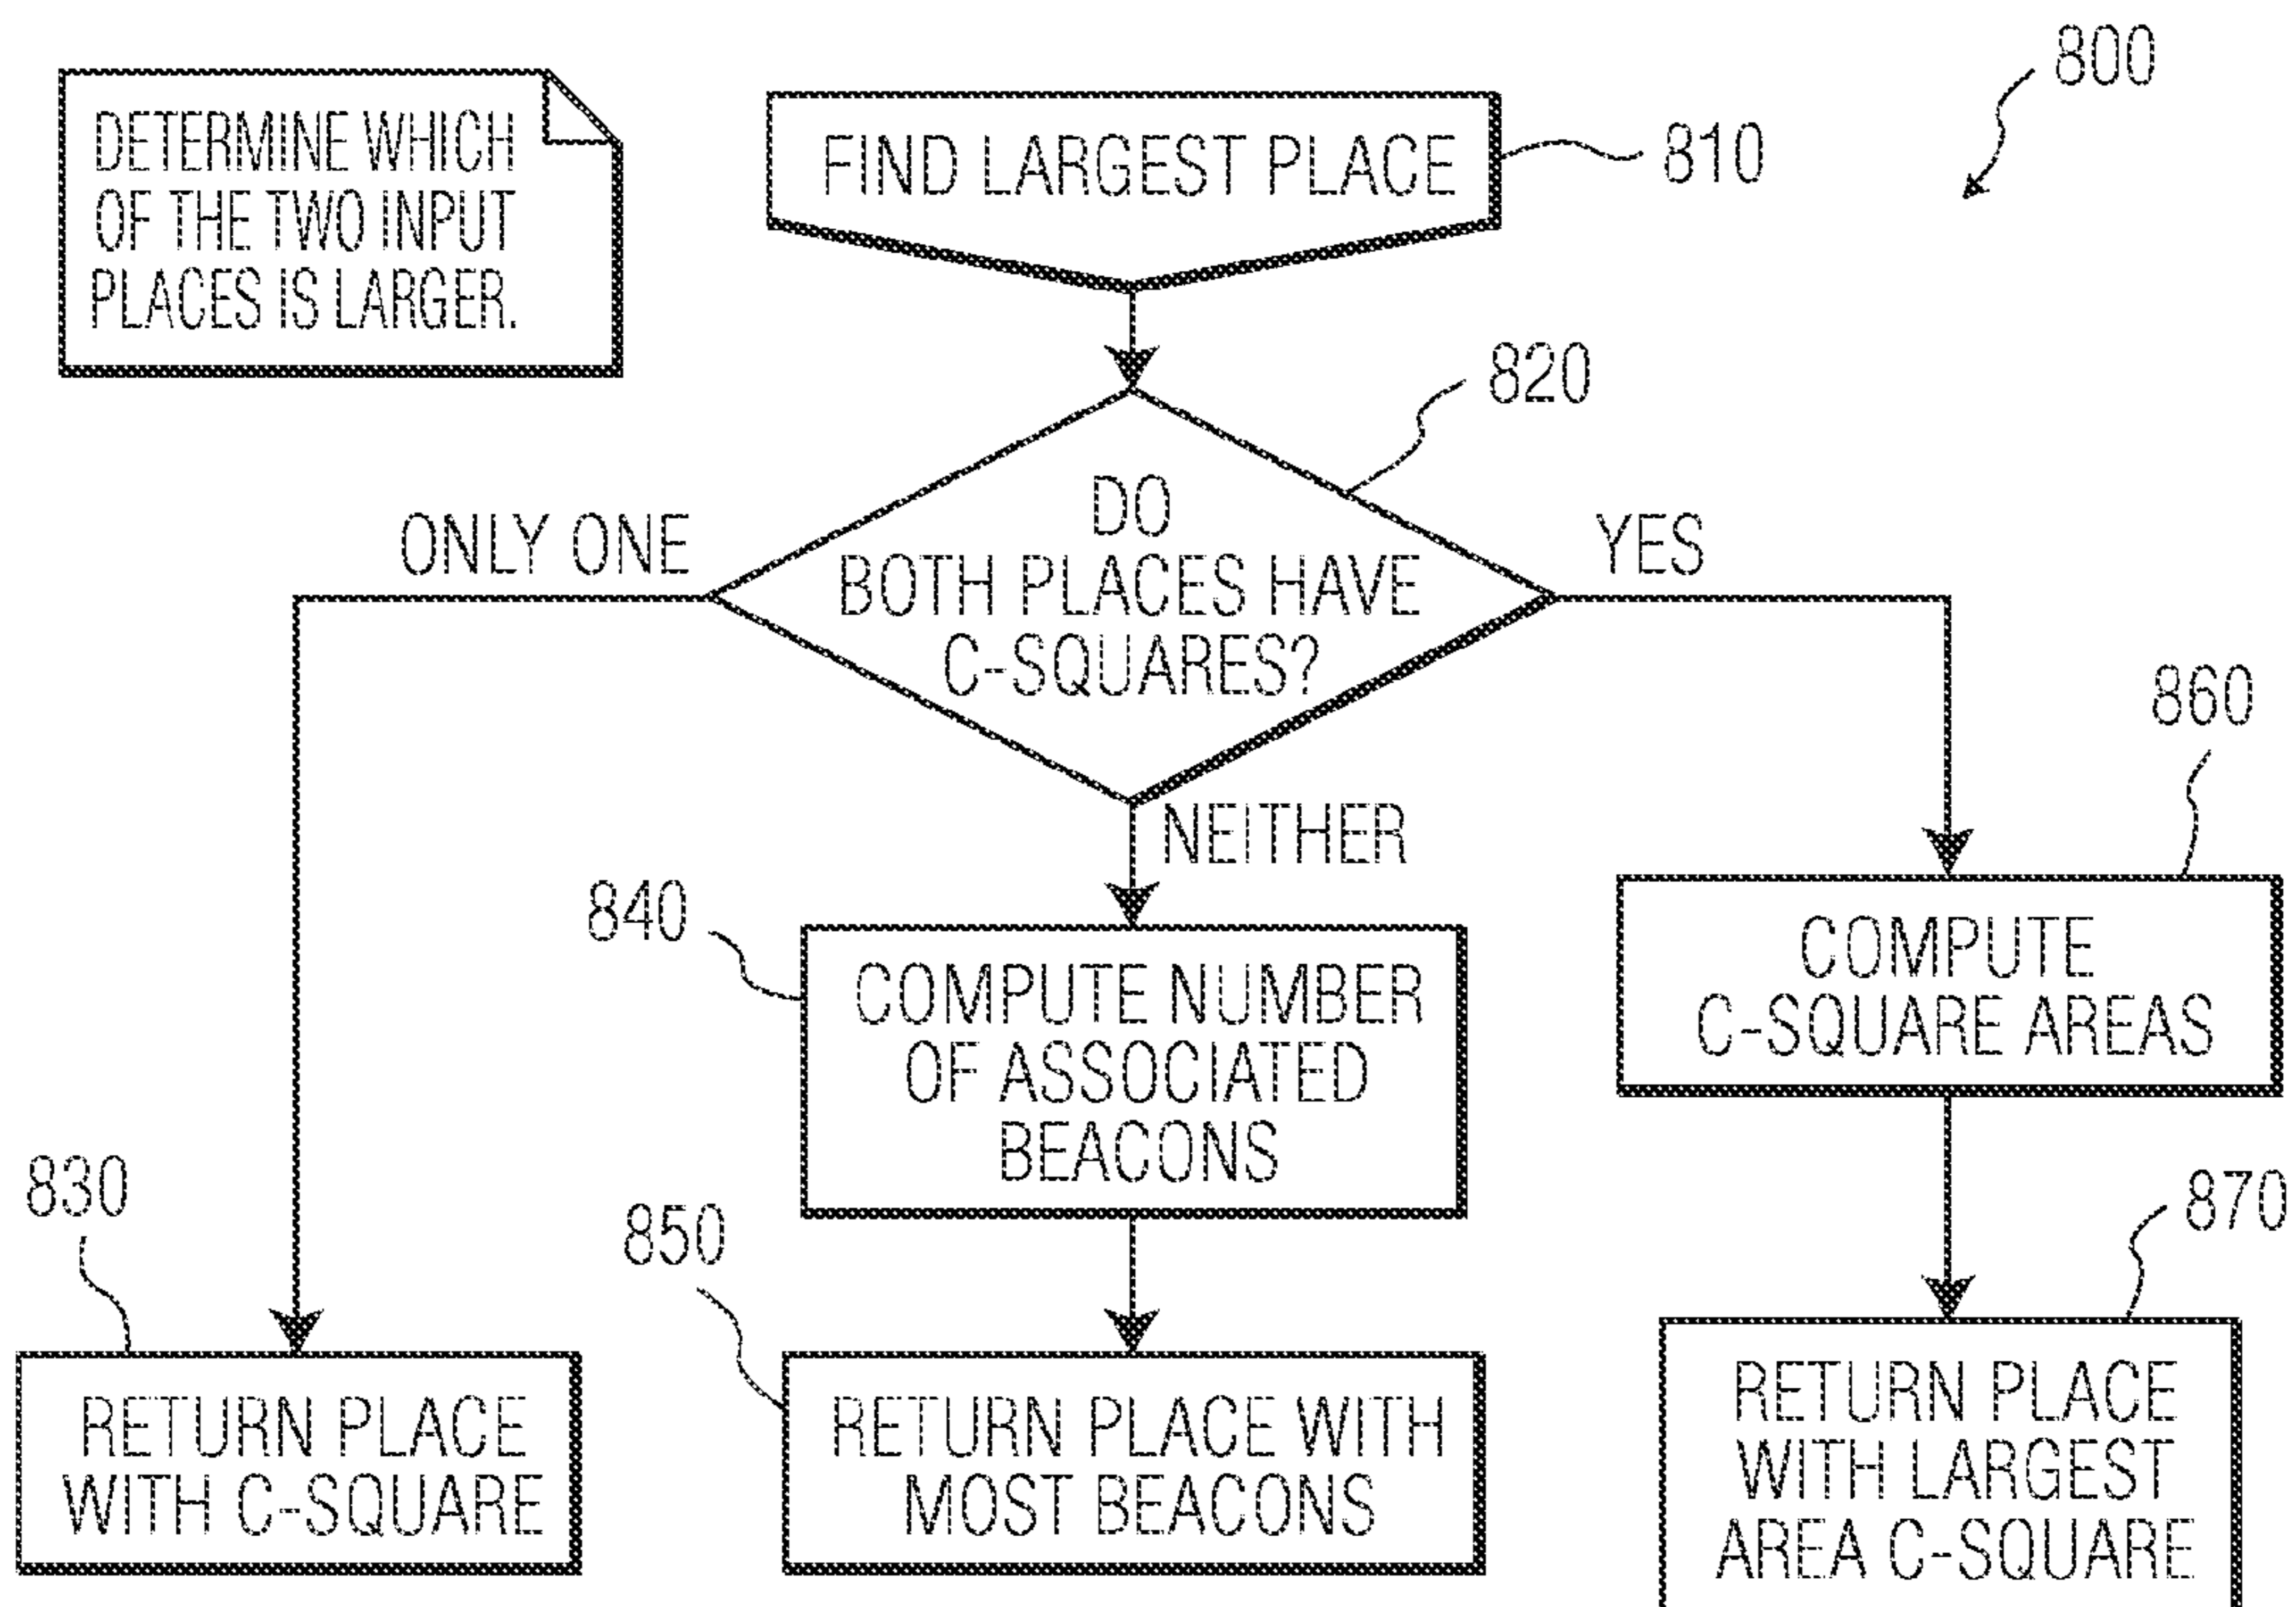 800
DETERMINE WHICH
OF THE TWO INPUT
PLACES IS LARGER.
FIND LARGEST PLACE
810
820
DO
BOTH PLACES HAVE
C-SQUARES?
ONLY ONE
YES
NEITHER
860
COMPUTE
C-SQUARE AREAS
840
COMPUTE NUMBER
OF ASSOCIATED
BEACONS
830
RETURN PLACE
WITH C-SQUARE
850
RETURN PLACE WITH
MOST BEACONS
870
RETURN PLACE
WITH LARGEST
AREA C-SQUARE